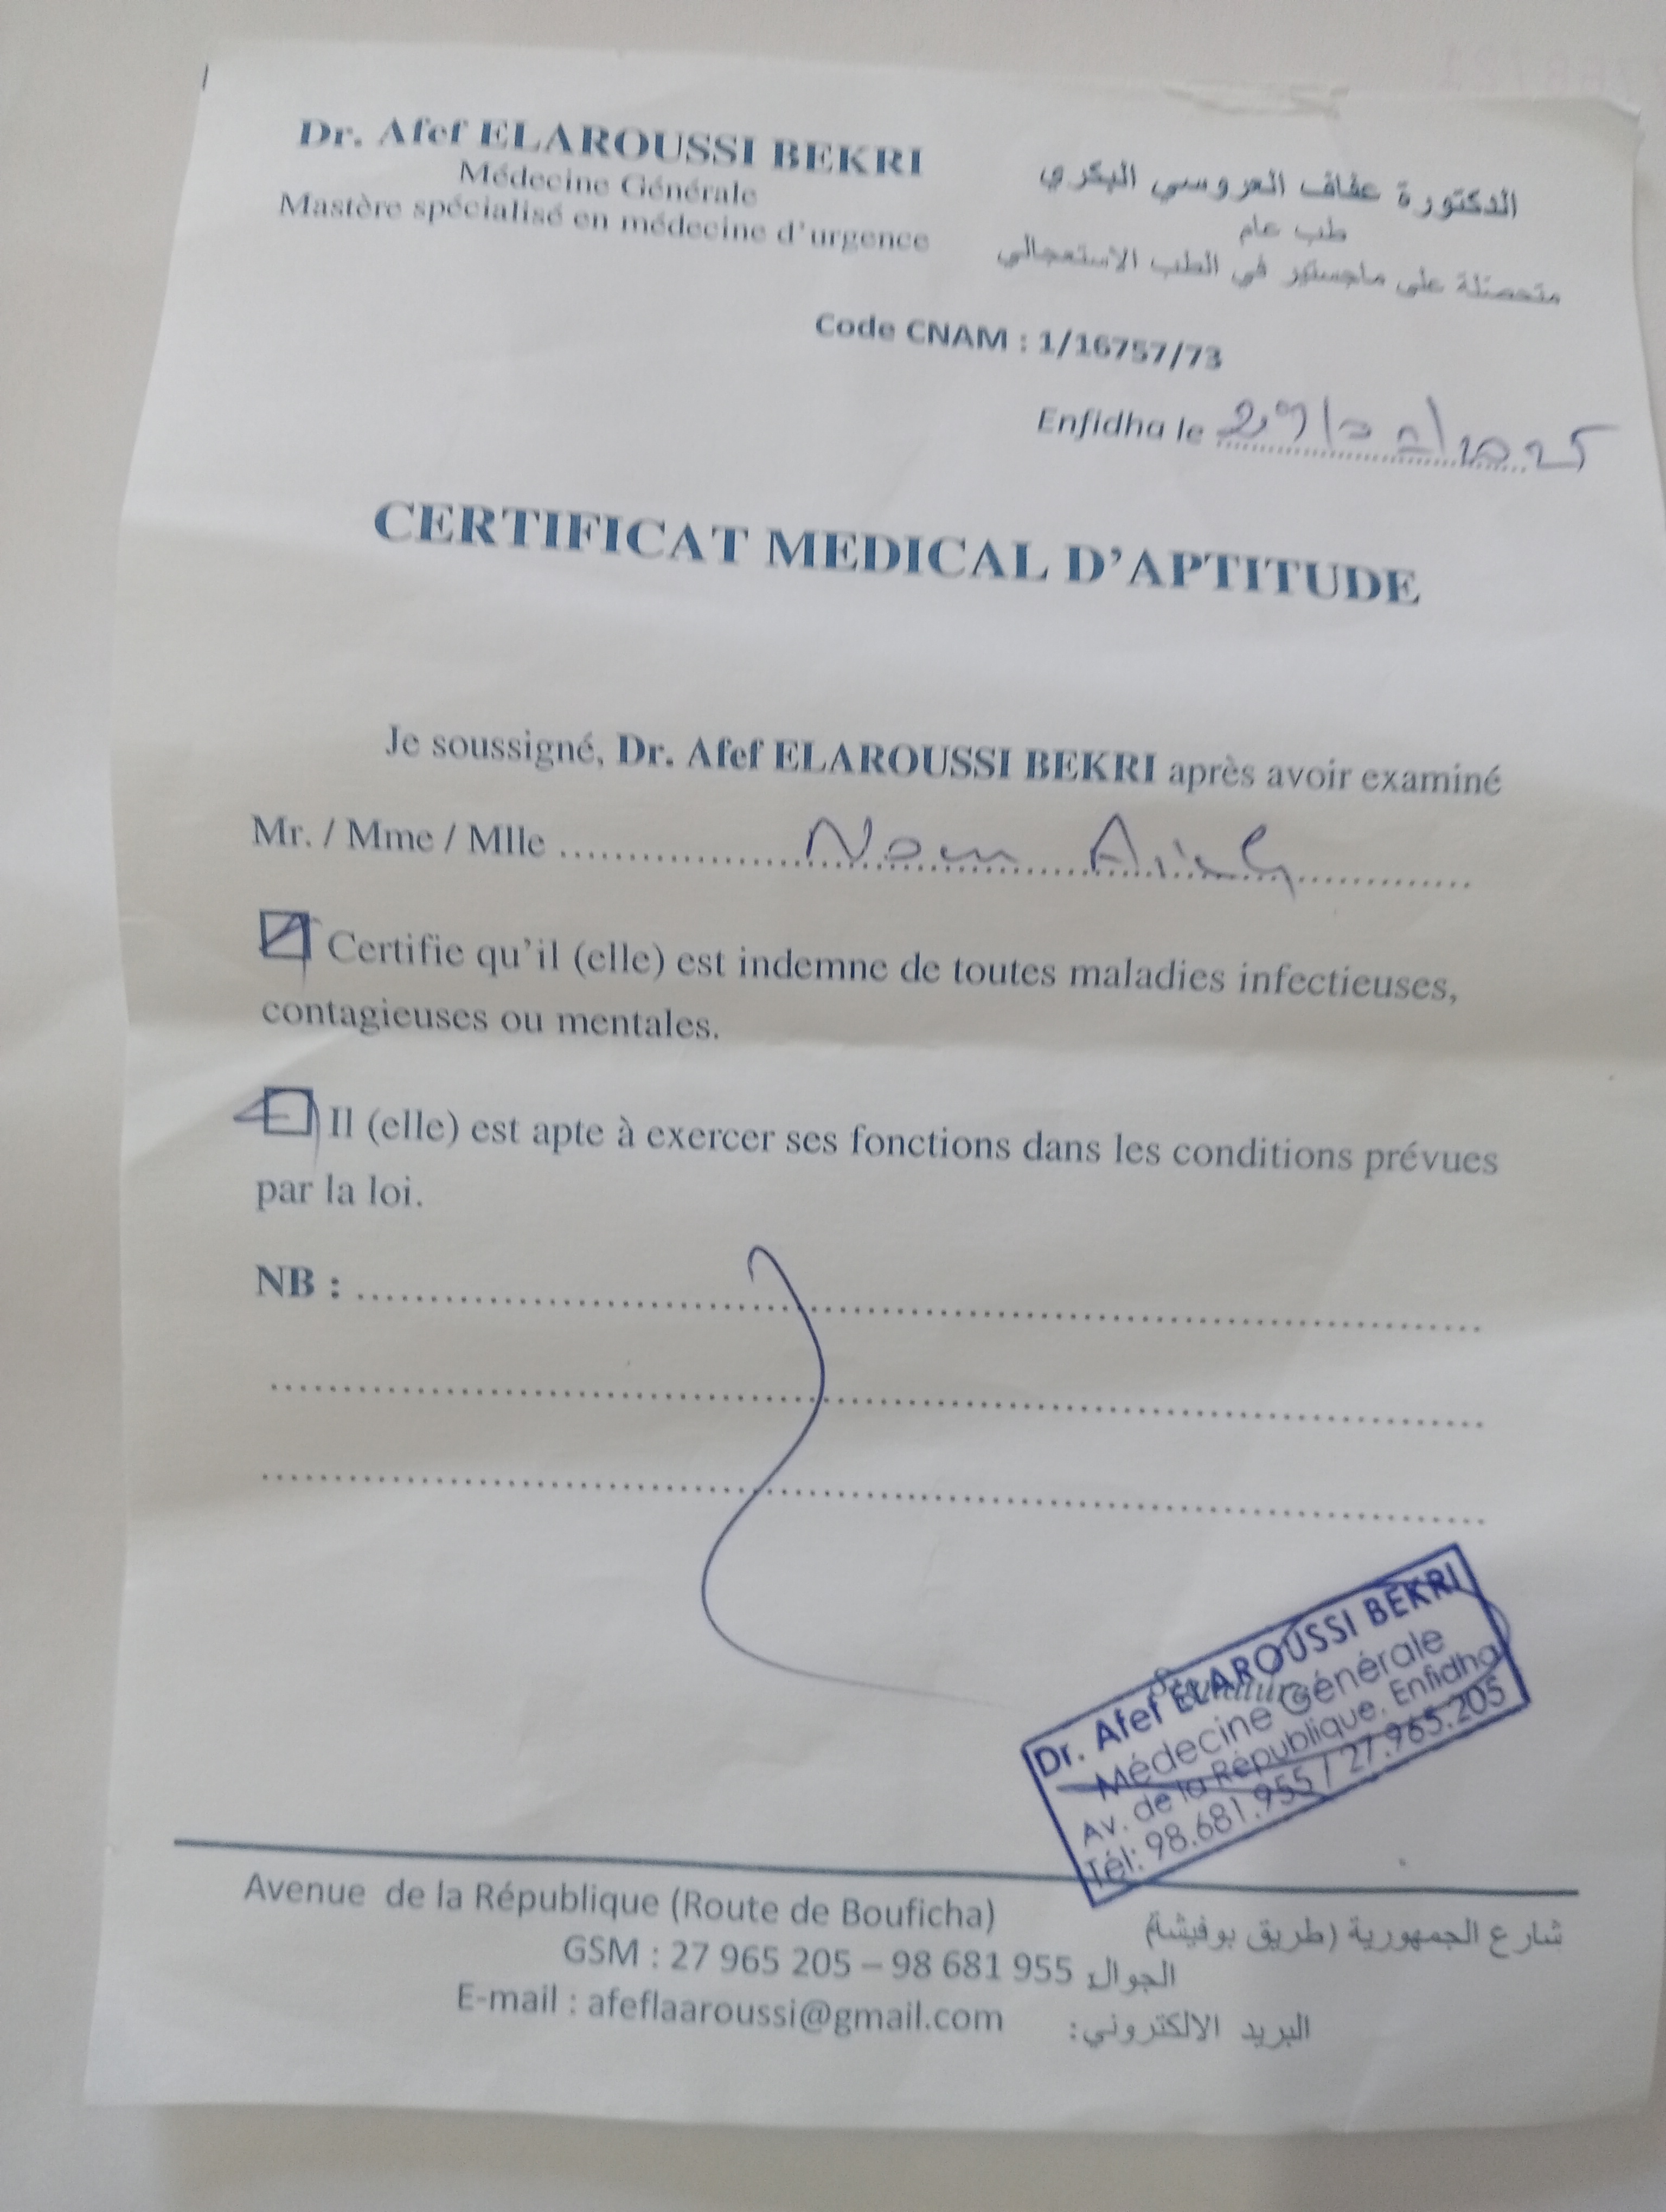 Dr. Afef ELAROUSSI BEKRI
Médecine Générale
Mastère spécialisé en médecine d'urgence
الدكتورة عفاف العروسي البكري
طب عام
متحصلة على ماجستير في الطب الاستعجالي
Code CNAM : 1/16757/73
Enfidha le
CERTIFICAT MEDICAL D'APTITUDE
Je soussigné, Dr. Afef ELAROUSSI BEKRI après avoir examiné
Mr. / Mme / Mlle
Certifie qu'il (elle) est indemne de toutes maladies infectieuses,
contagieuses ou mentales.
Il (elle) est apte à exercer ses fonctions dans les conditions prévues
par la loi.
NB :
Signature
Dr. Afef ELAROUSSI BEKRI
Médecine Générale
Av. de la République, Enfidha
Tél: 98.681.955 / 27.965.205
Avenue de la République (Route de Bouficha)
شارع الجمهورية (طريق بوفيشة)
GSM : 27 965 205 – 98 681 955 الجوال
E-mail : afeflaaroussi@gmail.com البريد الالكتروني: